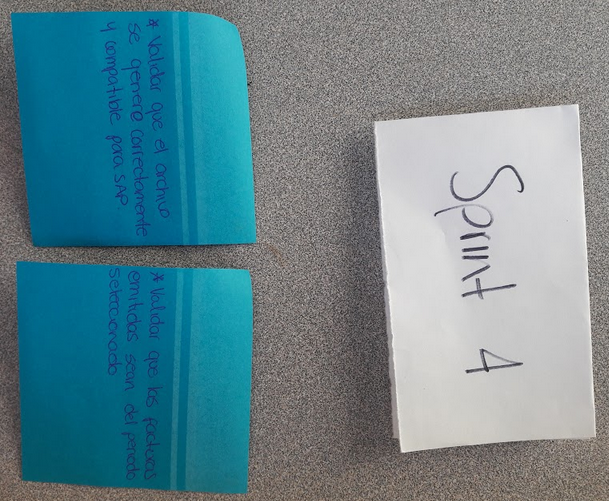 Sprint 4
* Validar que el archivo
se genere correctamente
y compatible para SAP.
* Validar que las facturas
emitidas sean del periodo
seleccionado